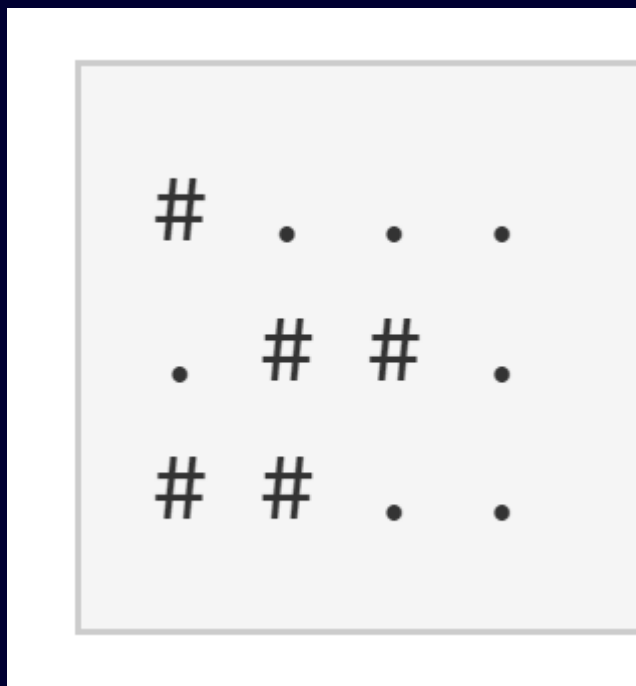 # . . .
. # # .
# # . .